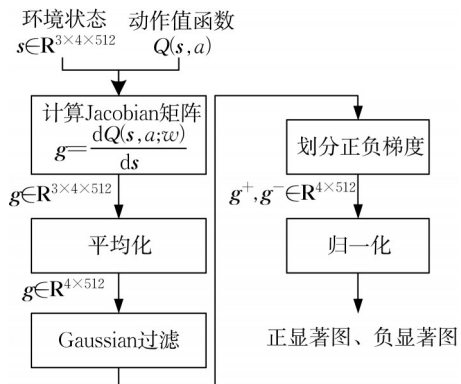 环境状态 动作值函数
s∈R^{3×4×512} Q(s,a)
计算Jacobian矩阵
g=dQ(s,a;w)/ds
g∈R^{3×4×512}
平均化
g∈R^{4×512}
Gaussian过滤
划分正负梯度
g⁺,g⁻∈R^{4×512}
归一化
正显著图、负显著图